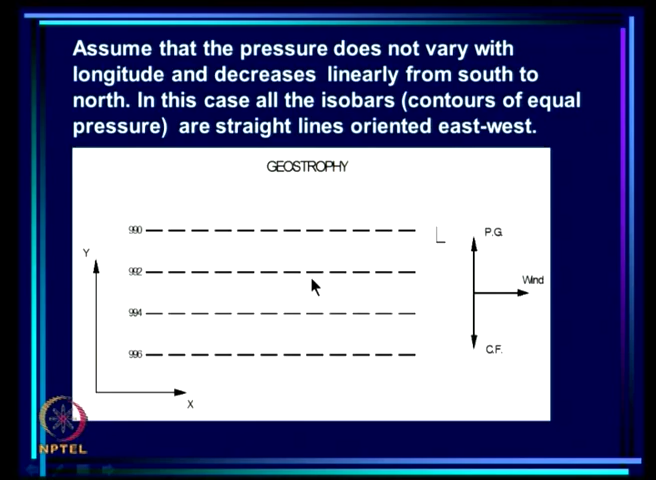 Assume that the pressure does not vary with
longitude and decreases linearly from south to
north. In this case all the isobars (contours of equal
pressure) are straight lines oriented east-west.
GEOSTROPHY
990
L
P.G.
Y
992
Wind
994
996
C.F.
X
NPTEL